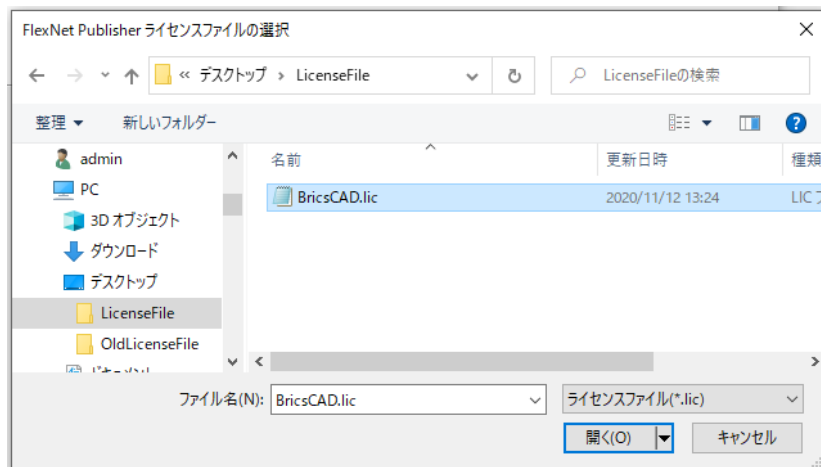 FlexNet Publisher ライセンスファイルの選択
« デスクトップ › LicenseFile
LicenseFileの検索
整理 新しいフォルダー
admin
PC
3D オブジェクト
ダウンロード
デスクトップ
LicenseFile
OldLicenseFile
名前 更新日時 種類
BricsCAD.lic 2020/11/12 13:24 LIC
ファイル名(N): BricsCAD.lic
ライセンスファイル(*.lic)
開く(O) キャンセル